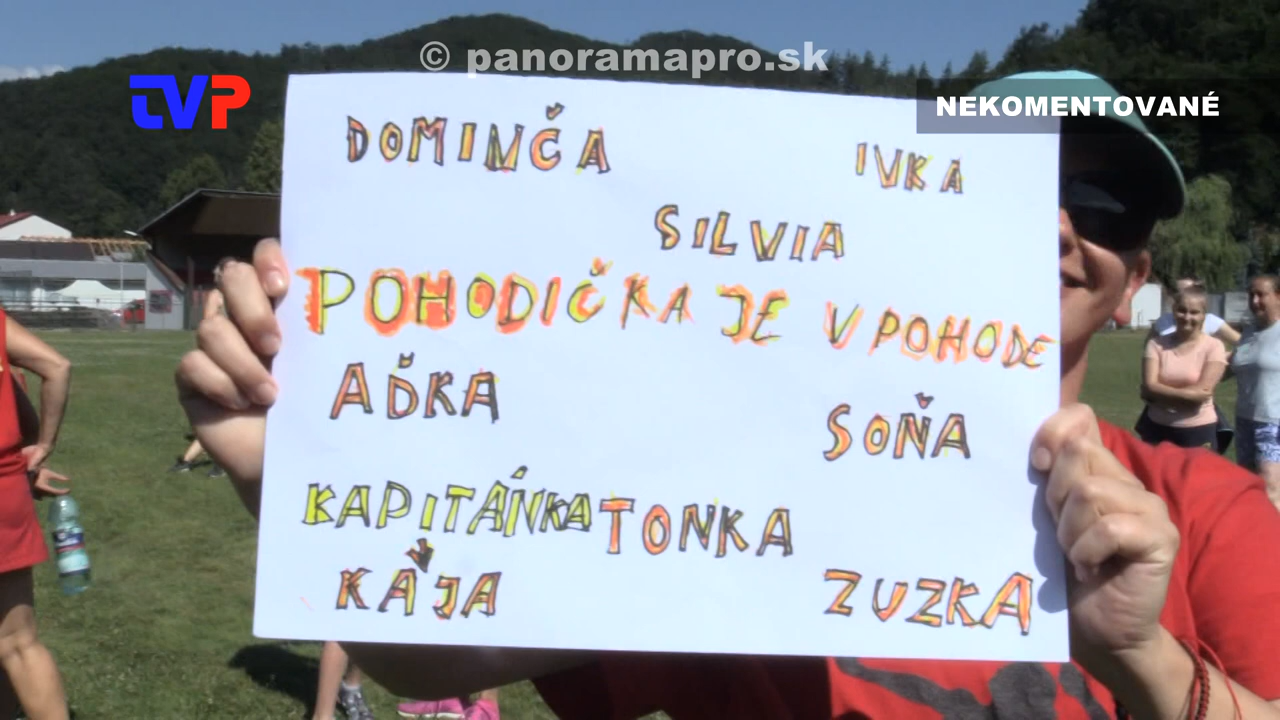 © panoramapro.sk
TVP
NEKOMENTOVANÉ
DOMINČA
IVKA
SILVIA
POHODIČKA JE V POHODE
AĎKA
SOŇA
KAPITÁNKA TONKA
KAJA
ZUZKA